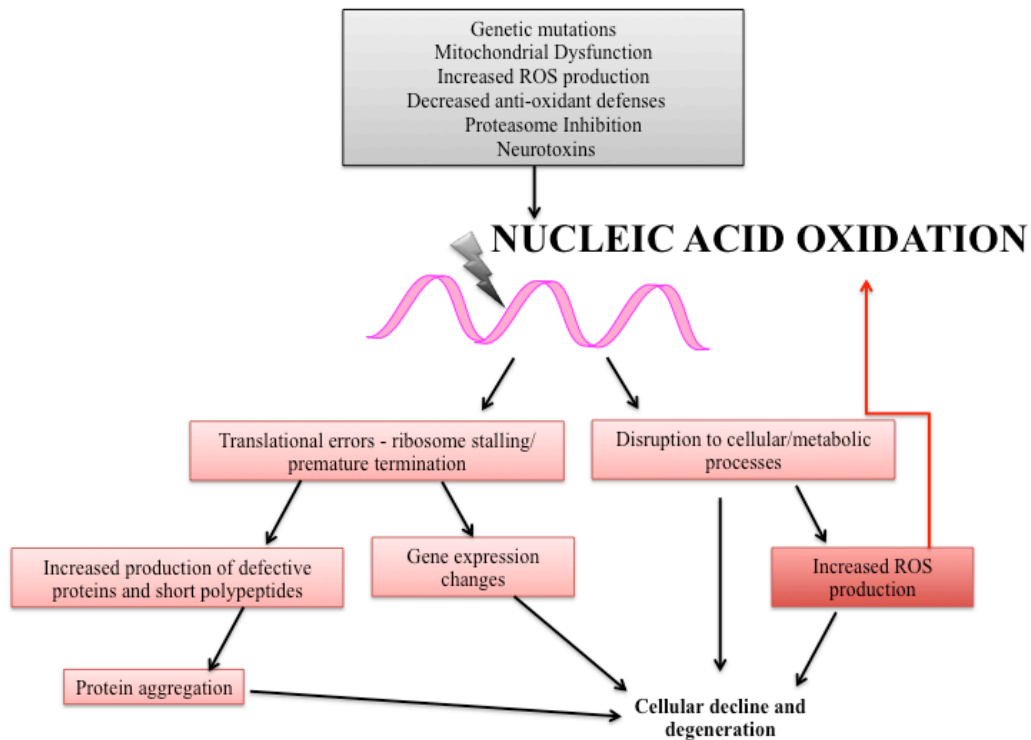 Genetic mutations
Mitochondrial Dysfunction
Increased ROS production
Decreased anti-oxidant defenses
Proteasome Inhibition
Neurotoxins
NUCLEIC ACID OXIDATION
Translational errors - ribosome stalling/
premature termination
Disruption to cellular/metabolic
processes
Increased production of defective
proteins and short polypeptides
Gene expression
changes
Increased ROS
production
Protein aggregation
Cellular decline and
degeneration